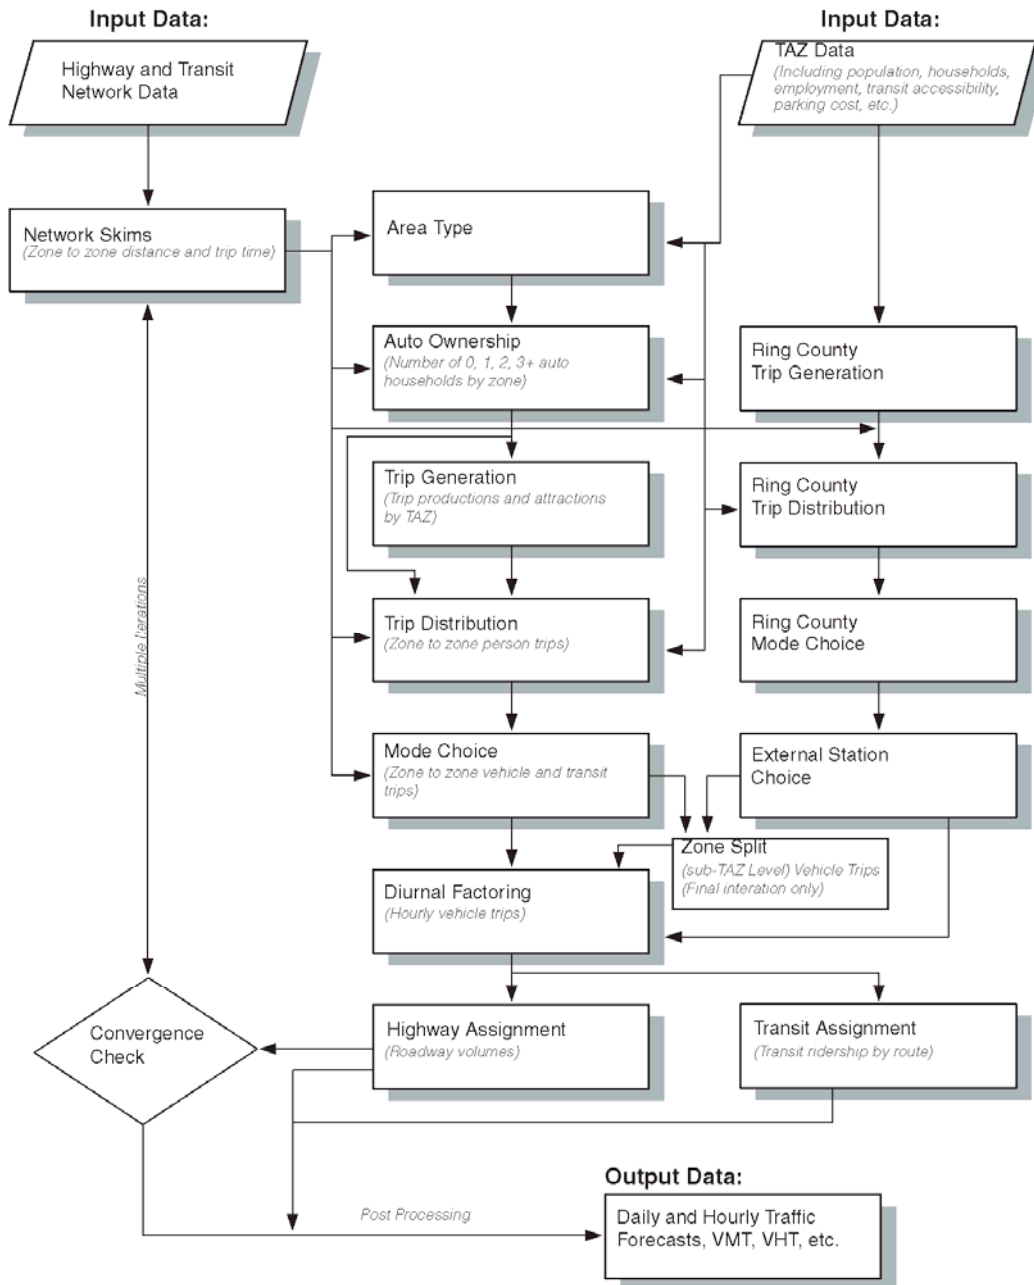 Input Data:
Highway and Transit
Network Data
Input Data:
TAZ Data
(Including population, households,
employment, transit accessibility,
parking cost, etc.)
Network Skims
(Zone to zone distance and trip time)
Area Type
Auto Ownership
(Number of 0, 1, 2, 3+ auto
households by zone)
Ring County
Trip Generation
Trip Generation
(Trip productions and attractions
by TAZ)
Ring County
Trip Distribution
Multiple Iterations
Trip Distribution
(Zone to zone person trips)
Ring County
Mode Choice
Mode Choice
(Zone to zone vehicle and transit
trips)
External Station
Choice
Zone Split
(sub-TAZ Level) Vehicle Trips
(Final interation only)
Diurnal Factoring
(Hourly vehicle trips)
Convergence
Check
Highway Assignment
(Roadway volumes)
Transit Assignment
(Transit ridership by route)
Output Data:
Post Processing
Daily and Hourly Traffic
Forecasts, VMT, VHT, etc.